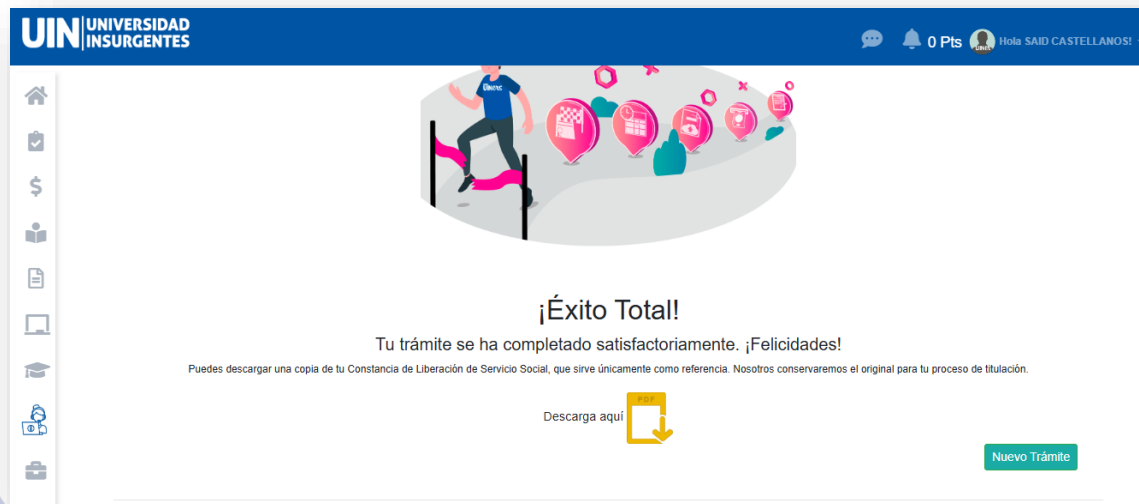 UIN UNIVERSIDAD
INSURGENTES
0 Pts
Hola SAID CASTELLANOS!
UINENS
¡Éxito Total!
Tu trámite se ha completado satisfactoriamente. ¡Felicidades!
Puedes descargar una copia de tu Constancia de Liberación de Servicio Social, que sirve únicamente como referencia. Nosotros conservaremos el original para tu proceso de titulación.
Descarga aquí
PDF
Nuevo Trámite